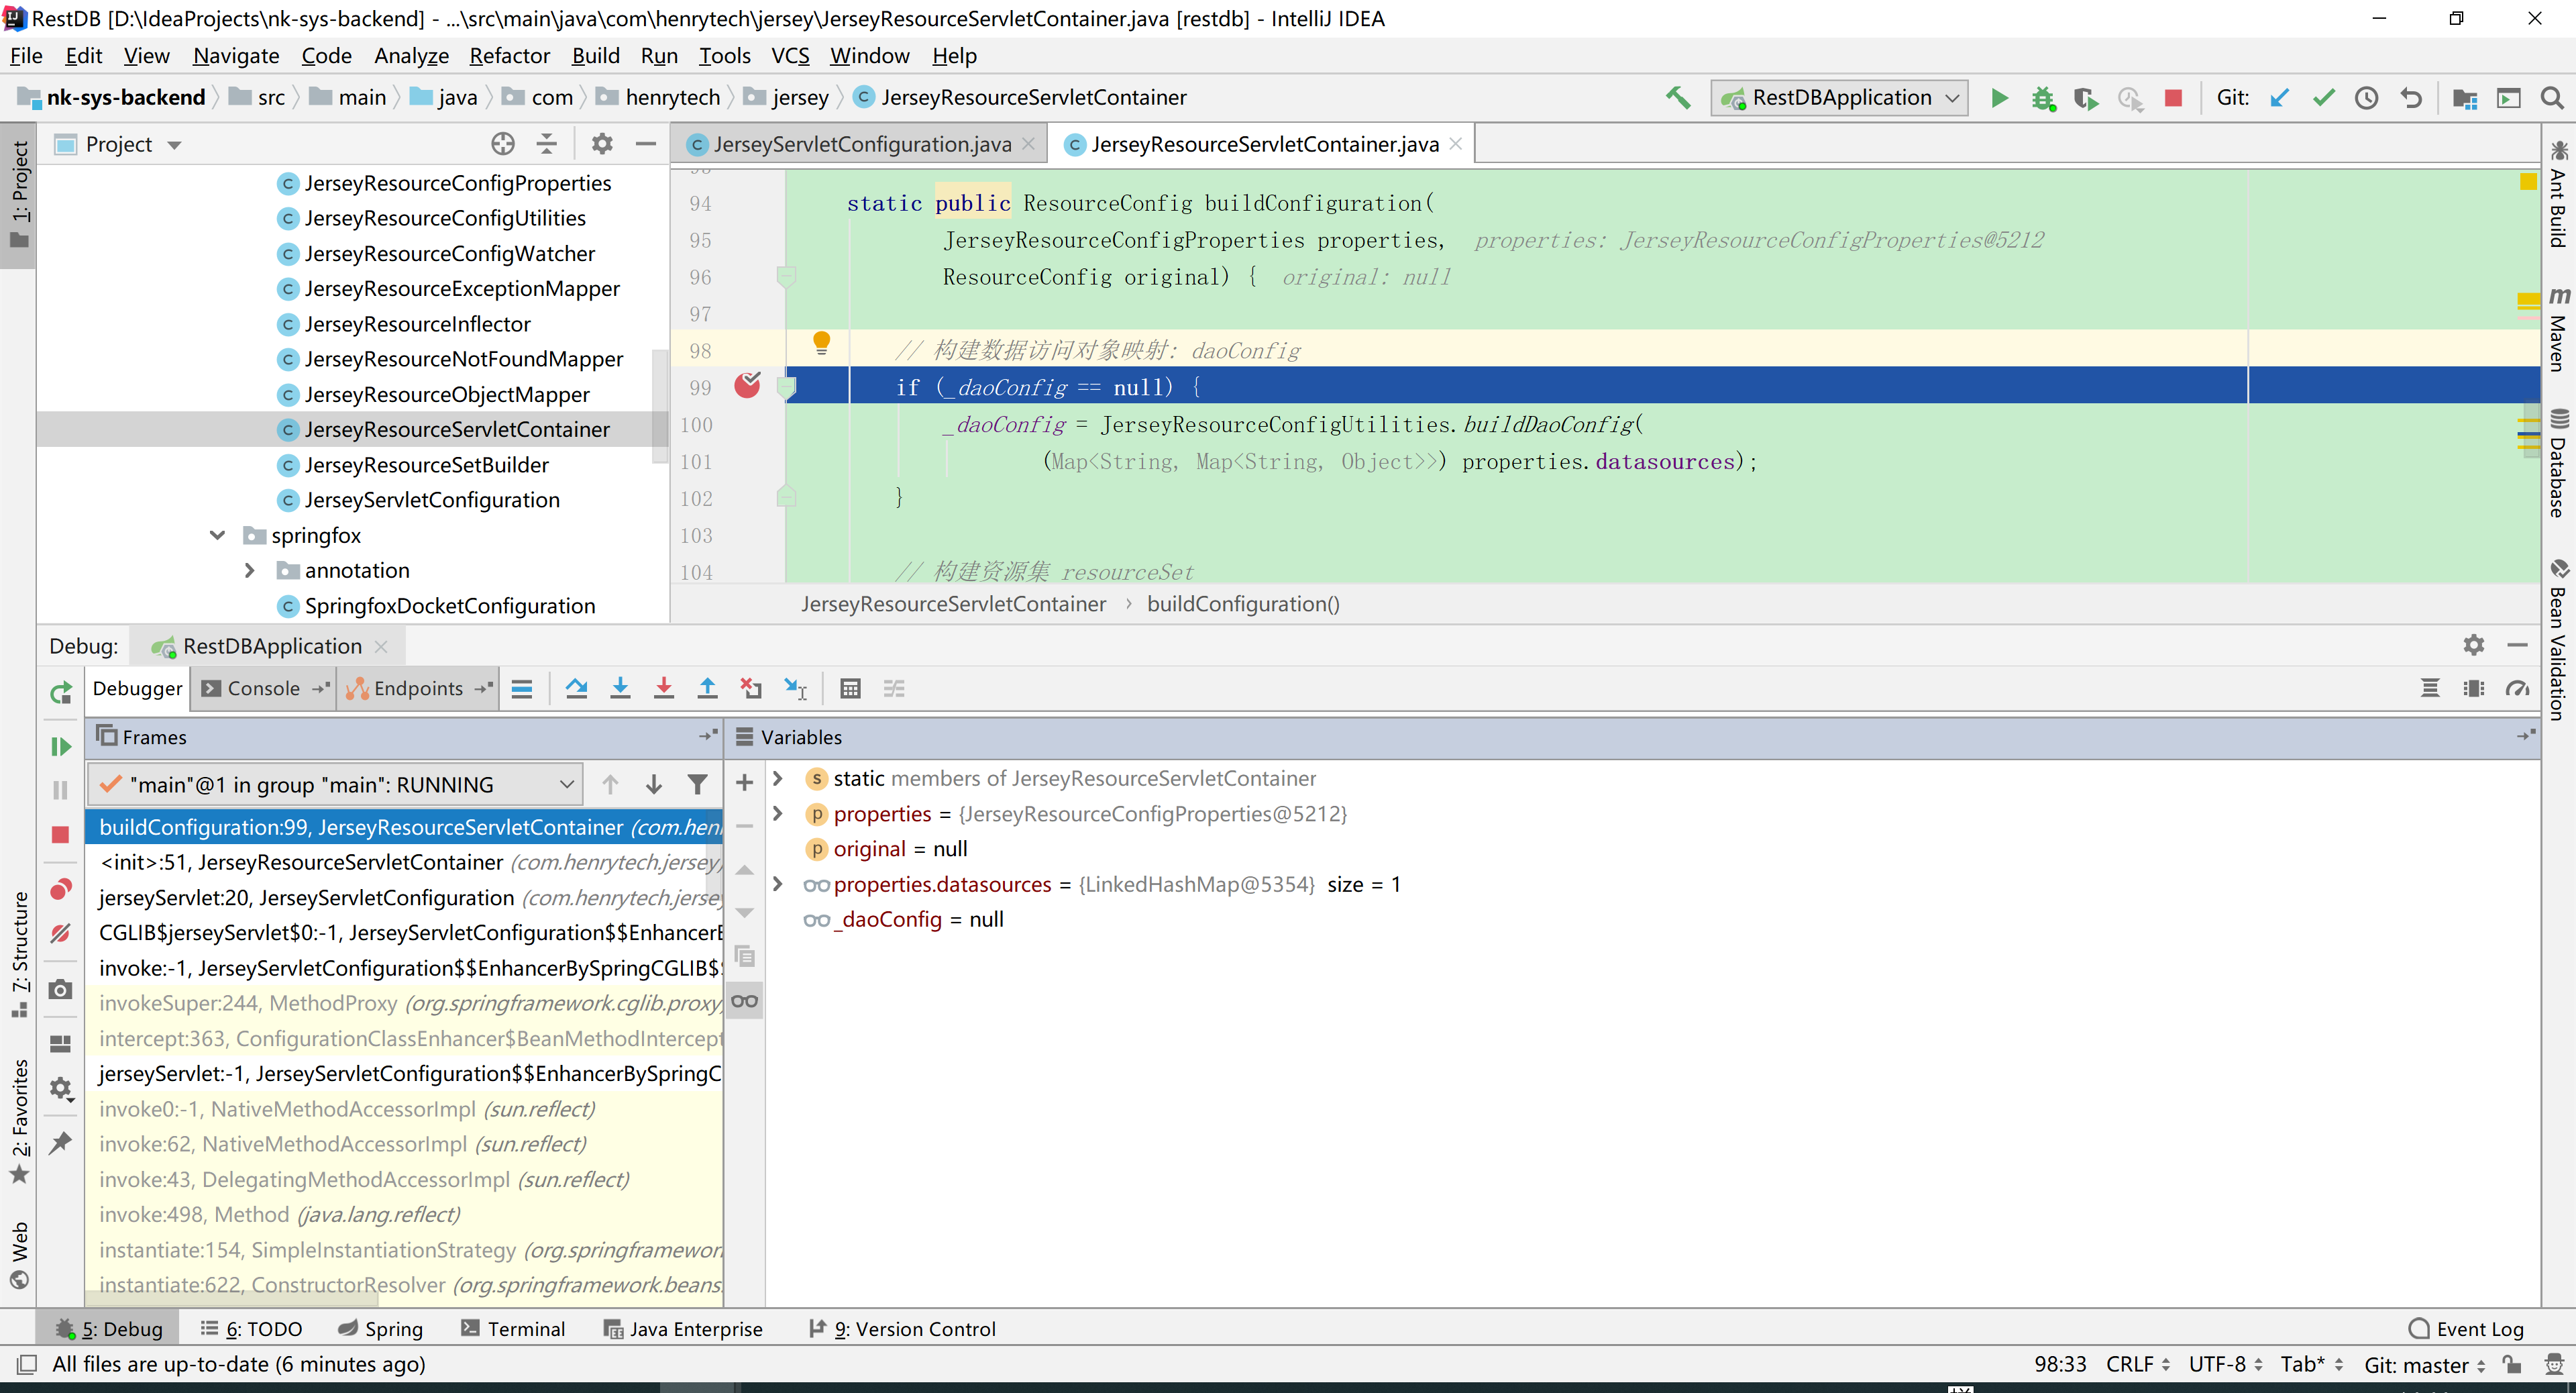 RestDB [D:\IdeaProjects\nk-sys-backend] - ...\src\main\java\com\henrytech\jersey\JerseyResourceServletContainer.java [restdb] - IntelliJ IDEA
File Edit View Navigate Code Analyze Refactor Build Run Tools VCS Window Help
nk-sys-backend src main java com henrytech jersey JerseyResourceServletContainer RestDBApplication Git:
Project JerseyServletConfiguration.java JerseyResourceServletContainer.java
1: Project
JerseyResourceConfigProperties
JerseyResourceConfigUtilities
JerseyResourceConfigWatcher
JerseyResourceExceptionMapper
JerseyResourceInflector
JerseyResourceNotFoundMapper
JerseyResourceObjectMapper
JerseyResourceServletContainer
JerseyResourceSetBuilder
JerseyServletConfiguration
springfox
annotation
SpringfoxDocketConfiguration
94 static public ResourceConfig buildConfiguration(
95 JerseyResourceConfigProperties properties, properties: JerseyResourceConfigProperties@5212
96 ResourceConfig original) { original: null
97
98 // 构建数据访问对象映射: daoConfig
99 if (_daoConfig == null) {
100 _daoConfig = JerseyResourceConfigUtilities.buildDaoConfig(
101 (Map<String, Map<String, Object>>) properties.datasources);
102 }
103
104 // 构建资源集 resourceSet
JerseyResourceServletContainer › buildConfiguration()
Ant Build
Maven
Database
Bean Validation
Debug: RestDBApplication
Debugger Console Endpoints
Frames
"main"@1 in group "main": RUNNING
buildConfiguration:99, JerseyResourceServletContainer (com.hen
<init>:51, JerseyResourceServletContainer (com.henrytech.jersey)
jerseyServlet:20, JerseyServletConfiguration (com.henrytech.jerse
CGLIB$jerseyServlet$0:-1, JerseyServletConfiguration$$EnhancerB
invoke:-1, JerseyServletConfiguration$$EnhancerBySpringCGLIB$
invokeSuper:244, MethodProxy (org.springframework.cglib.proxy)
intercept:363, ConfigurationClassEnhancer$BeanMethodIntercept
jerseyServlet:-1, JerseyServletConfiguration$$EnhancerBySpringC
invoke0:-1, NativeMethodAccessorImpl (sun.reflect)
invoke:62, NativeMethodAccessorImpl (sun.reflect)
invoke:43, DelegatingMethodAccessorImpl (sun.reflect)
invoke:498, Method (java.lang.reflect)
instantiate:154, SimpleInstantiationStrategy (org.springframewor
instantiate:622, ConstructorResolver (org.springframework.beans.
Variables
static members of JerseyResourceServletContainer
properties = {JerseyResourceConfigProperties@5212}
original = null
properties.datasources = {LinkedHashMap@5354} size = 1
_daoConfig = null
7: Structure
2: Favorites
Web
5: Debug 6: TODO Spring Terminal Java Enterprise 9: Version Control Event Log
All files are up-to-date (6 minutes ago) 98:33 CRLF UTF-8 Tab* Git: master